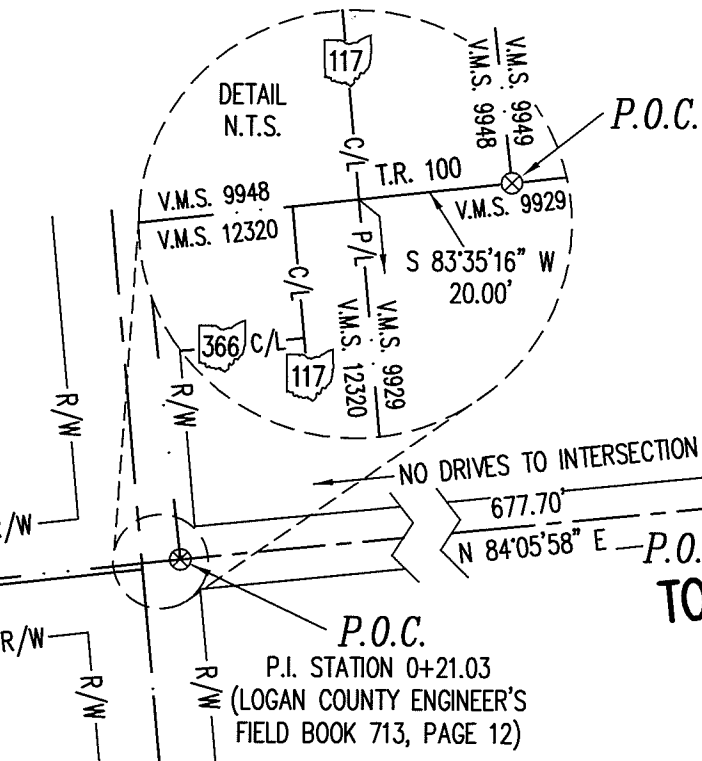 117
DETAIL
N.T.S.
V.M.S. 9948
V.M.S. 9949
P.O.C.
C/L
T.R. 100
V.M.S. 9948
V.M.S. 12320
V.M.S. 9929
P/L
S 83°35'16" W
20.00'
C/L
366
C/L
117
V.M.S. 12320
V.M.S. 9929
R/W
R/W
NO DRIVES TO INTERSECTION
677.70'
N 84°05'58" E
P.O.
TO
R/W
R/W
R/W
R/W
P.O.C.
P.I. STATION 0+21.03
(LOGAN COUNTY ENGINEER'S
FIELD BOOK 713, PAGE 12)